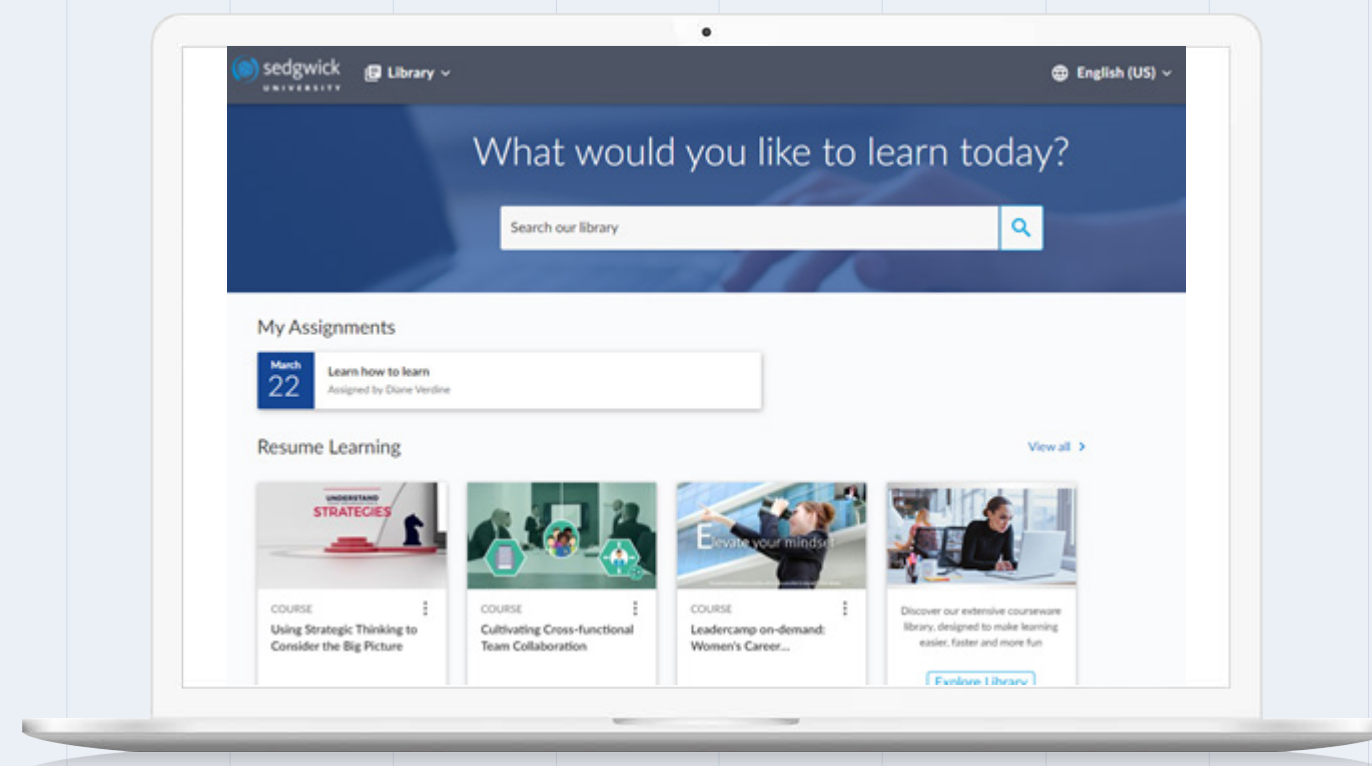 sedgwick
UNIVERSITY
Library
English (US)
What would you like to learn today?
Search our library
My Assignments
March
22
Learn how to learn
Assigned by Diane Verdine
Resume Learning
View all
UNDERSTAND
STRATEGIES
Elevate your mindset
COURSE
Using Strategic Thinking to
Consider the Big Picture
COURSE
Cultivating Cross-functional
Team Collaboration
COURSE
Leadercamp on-demand:
Women's Career...
Discover our extensive courseware
library, designed to make learning
easier, faster and more fun
Explore Library